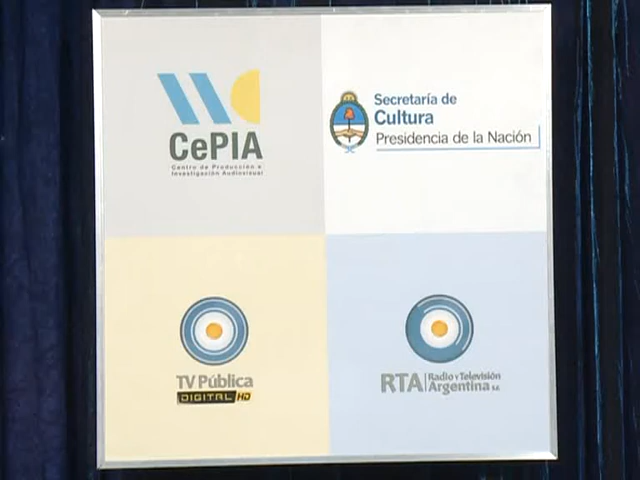 CePIA
Centro de Producción e
Investigación Audiovisual
Secretaría de
Cultura
Presidencia de la Nación
TV Pública
DIGITAL HD
RTA Radio y Televisión
Argentina S.E.